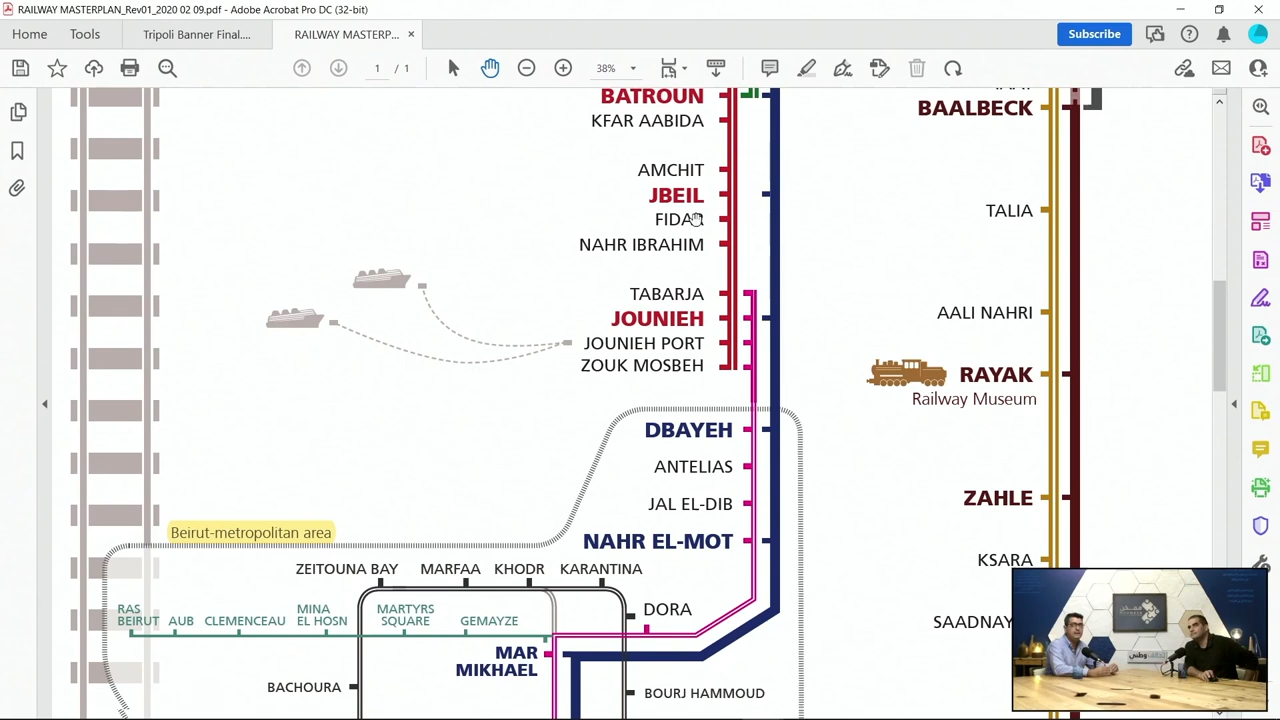 RAILWAY MASTERPLAN_Rev01_2020 02 09.pdf - Adobe Acrobat Pro DC (32-bit)
Home
Tools
Tripoli Banner Final....
RAILWAY MASTERP...
Subscribe
/ 1
38%
BATROUN
KFAR AABIDA
AMCHIT
JBEIL
NAHR IBRAHIM
TABARJA
JOUNIEH
JOUNIEH PORT
ZOUK MOSBEH
DBAYEH
ANTELIAS
JAL EL-DIB
NAHR EL-MOT
BAALBECK
TALIA
AALI NAHRI
RAYAK
Railway Museum
ZAHLE
KSARA
Beirut-metropolitan area
ZEITOUNA BAY
MARFAA
KHODR
KARANTINA
DORA
RAS
BEIRUT
AUB
CLEMENCEAU
MINA
EL HOSN
MARTYRS
SQUARE
GEMAYZE
MAR
MIKHAEL
BACHOURA
BOURJ HAMMOUD